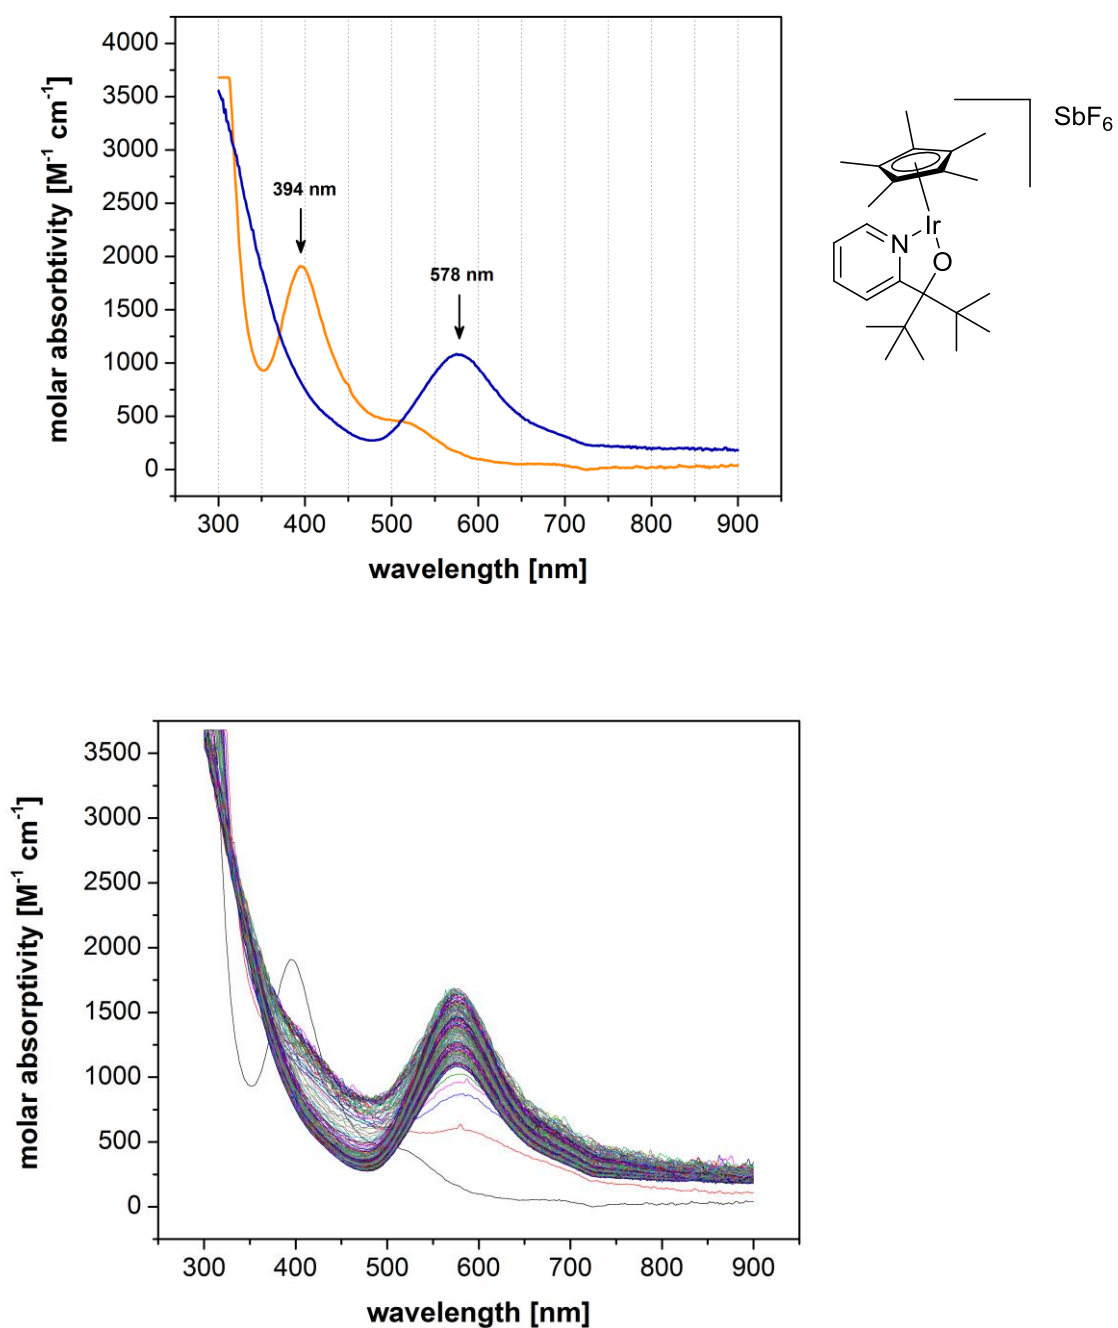 4000
3500
3000
2500
2000
1500
1000
500
0
molar absorbtivity [M⁻¹ cm⁻¹]
394 nm
578 nm
300 400 500 600 700 800 900
wavelength [nm]
SbF₆
Ir
N
O
3500
3000
2500
2000
1500
1000
500
0
molar absorptivity [M⁻¹ cm⁻¹]
300 400 500 600 700 800 900
wavelength [nm]